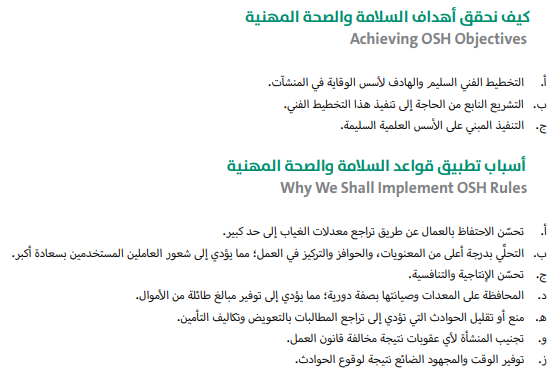 كيف نحقق أهداف السلامة والصحة المهنية
Achieving OSH Objectives
أ. التخطيط الفني السليم والهادف لأسس الوقاية في المنشآت.
ب. التشريع النابع من الحاجة إلى تنفيذ هذا التخطيط الفني.
ج. التنفيذ المبني على الأسس العلمية السليمة.
أسباب تطبيق قواعد السلامة والصحة المهنية
Why We Shall Implement OSH Rules
أ. تحسّن الاحتفاظ بالعمال عن طريق تراجع معدلات الغياب إلى حد كبير.
ب. التحلّي بدرجة أعلى من المعنويات، والحوافز والتركيز في العمل؛ مما يؤدي إلى شعور العاملين المستخدمين بسعادة أكبر.
ج. تحسّن الإنتاجية والتنافسية.
د. المحافظة على المعدات وصيانتها بصفة دورية؛ مما يؤدي إلى توفير مبالغ طائلة من الأموال.
هـ. منع أو تقليل الحوادث التي تؤدي إلى تراجع المطالبات بالتعويض وتكاليف التأمين.
و. تجنيب المنشأة لأي عقوبات نتيجة مخالفة قانون العمل.
ز. توفير الوقت والمجهود الضائع نتيجة لوقوع الحوادث.